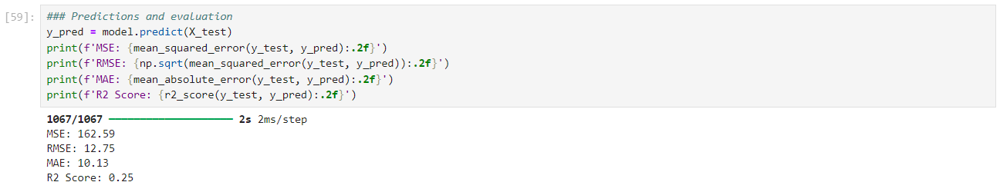 [59]: ### Predictions and evaluation
y_pred = model.predict(X_test)
print(f'MSE: {mean_squared_error(y_test, y_pred):.2f}')
print(f'RMSE: {np.sqrt(mean_squared_error(y_test, y_pred)):.2f}')
print(f'MAE: {mean_absolute_error(y_test, y_pred):.2f}')
print(f'R2 Score: {r2_score(y_test, y_pred):.2f}')
1067/1067 ━━━━━━━━━━━━━━━━━━━━ 2s 2ms/step
MSE: 162.59
RMSE: 12.75
MAE: 10.13
R2 Score: 0.25